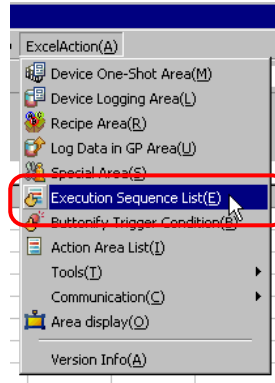 ExcelAction(A)
Device One-Shot Area(M)
Device Logging Area(L)
Recipe Area(R)
Log Data in GP Area(U)
Special Area(S)
Execution Sequence List(E)
Buttonify Trigger Condition(B)
Action Area List(I)
Tools(T)
Communication(C)
Area display(O)
Version Info(A)